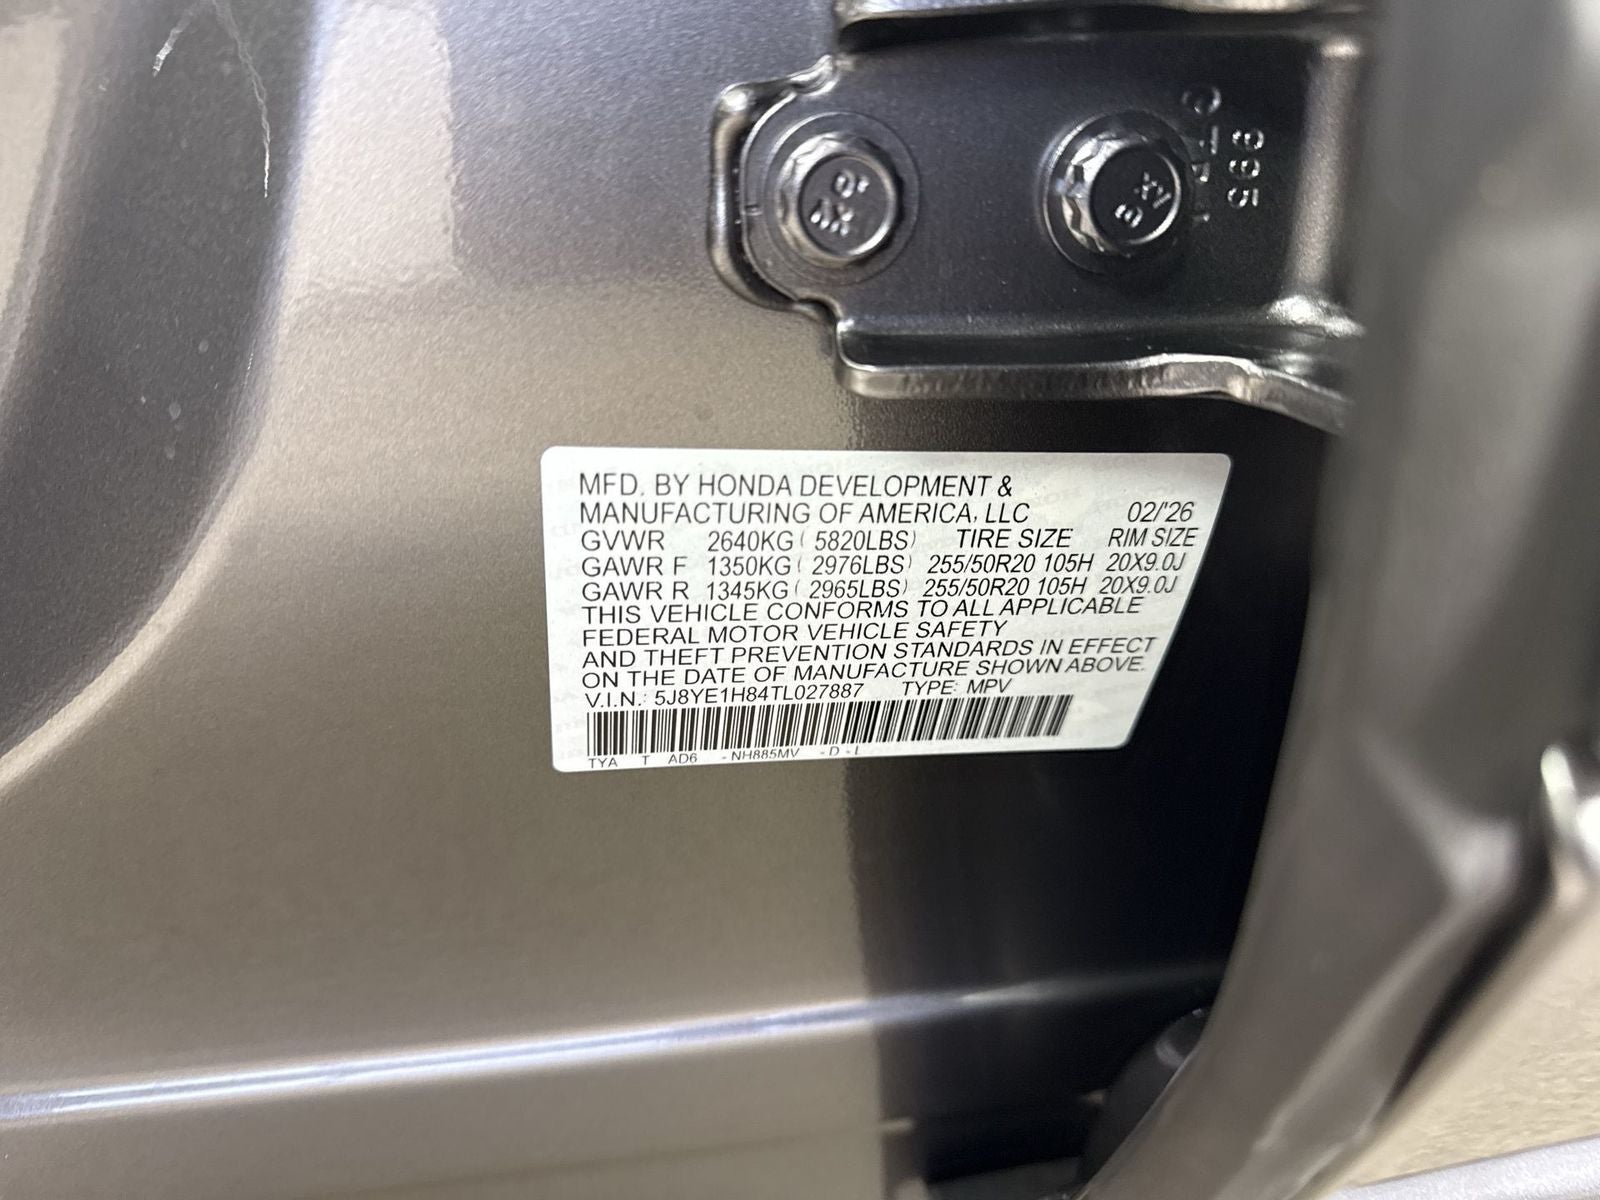 MFD. BY HONDA DEVELOPMENT &
MANUFACTURING OF AMERICA, LLC 02/'26
GVWR 2640KG ( 5820LBS) TIRE SIZE RIM SIZE
GAWR F 1350KG ( 2976LBS) 255/50R20 105H 20X9.0J
GAWR R 1345KG ( 2965LBS) 255/50R20 105H 20X9.0J
THIS VEHICLE CONFORMS TO ALL APPLICABLE
FEDERAL MOTOR VEHICLE SAFETY
AND THEFT PREVENTION STANDARDS IN EFFECT
ON THE DATE OF MANUFACTURE SHOWN ABOVE.
V.I.N.: 5J8YE1H84TL027887 TYPE: MPV
TYA T AD6 - NH885MV - D - L